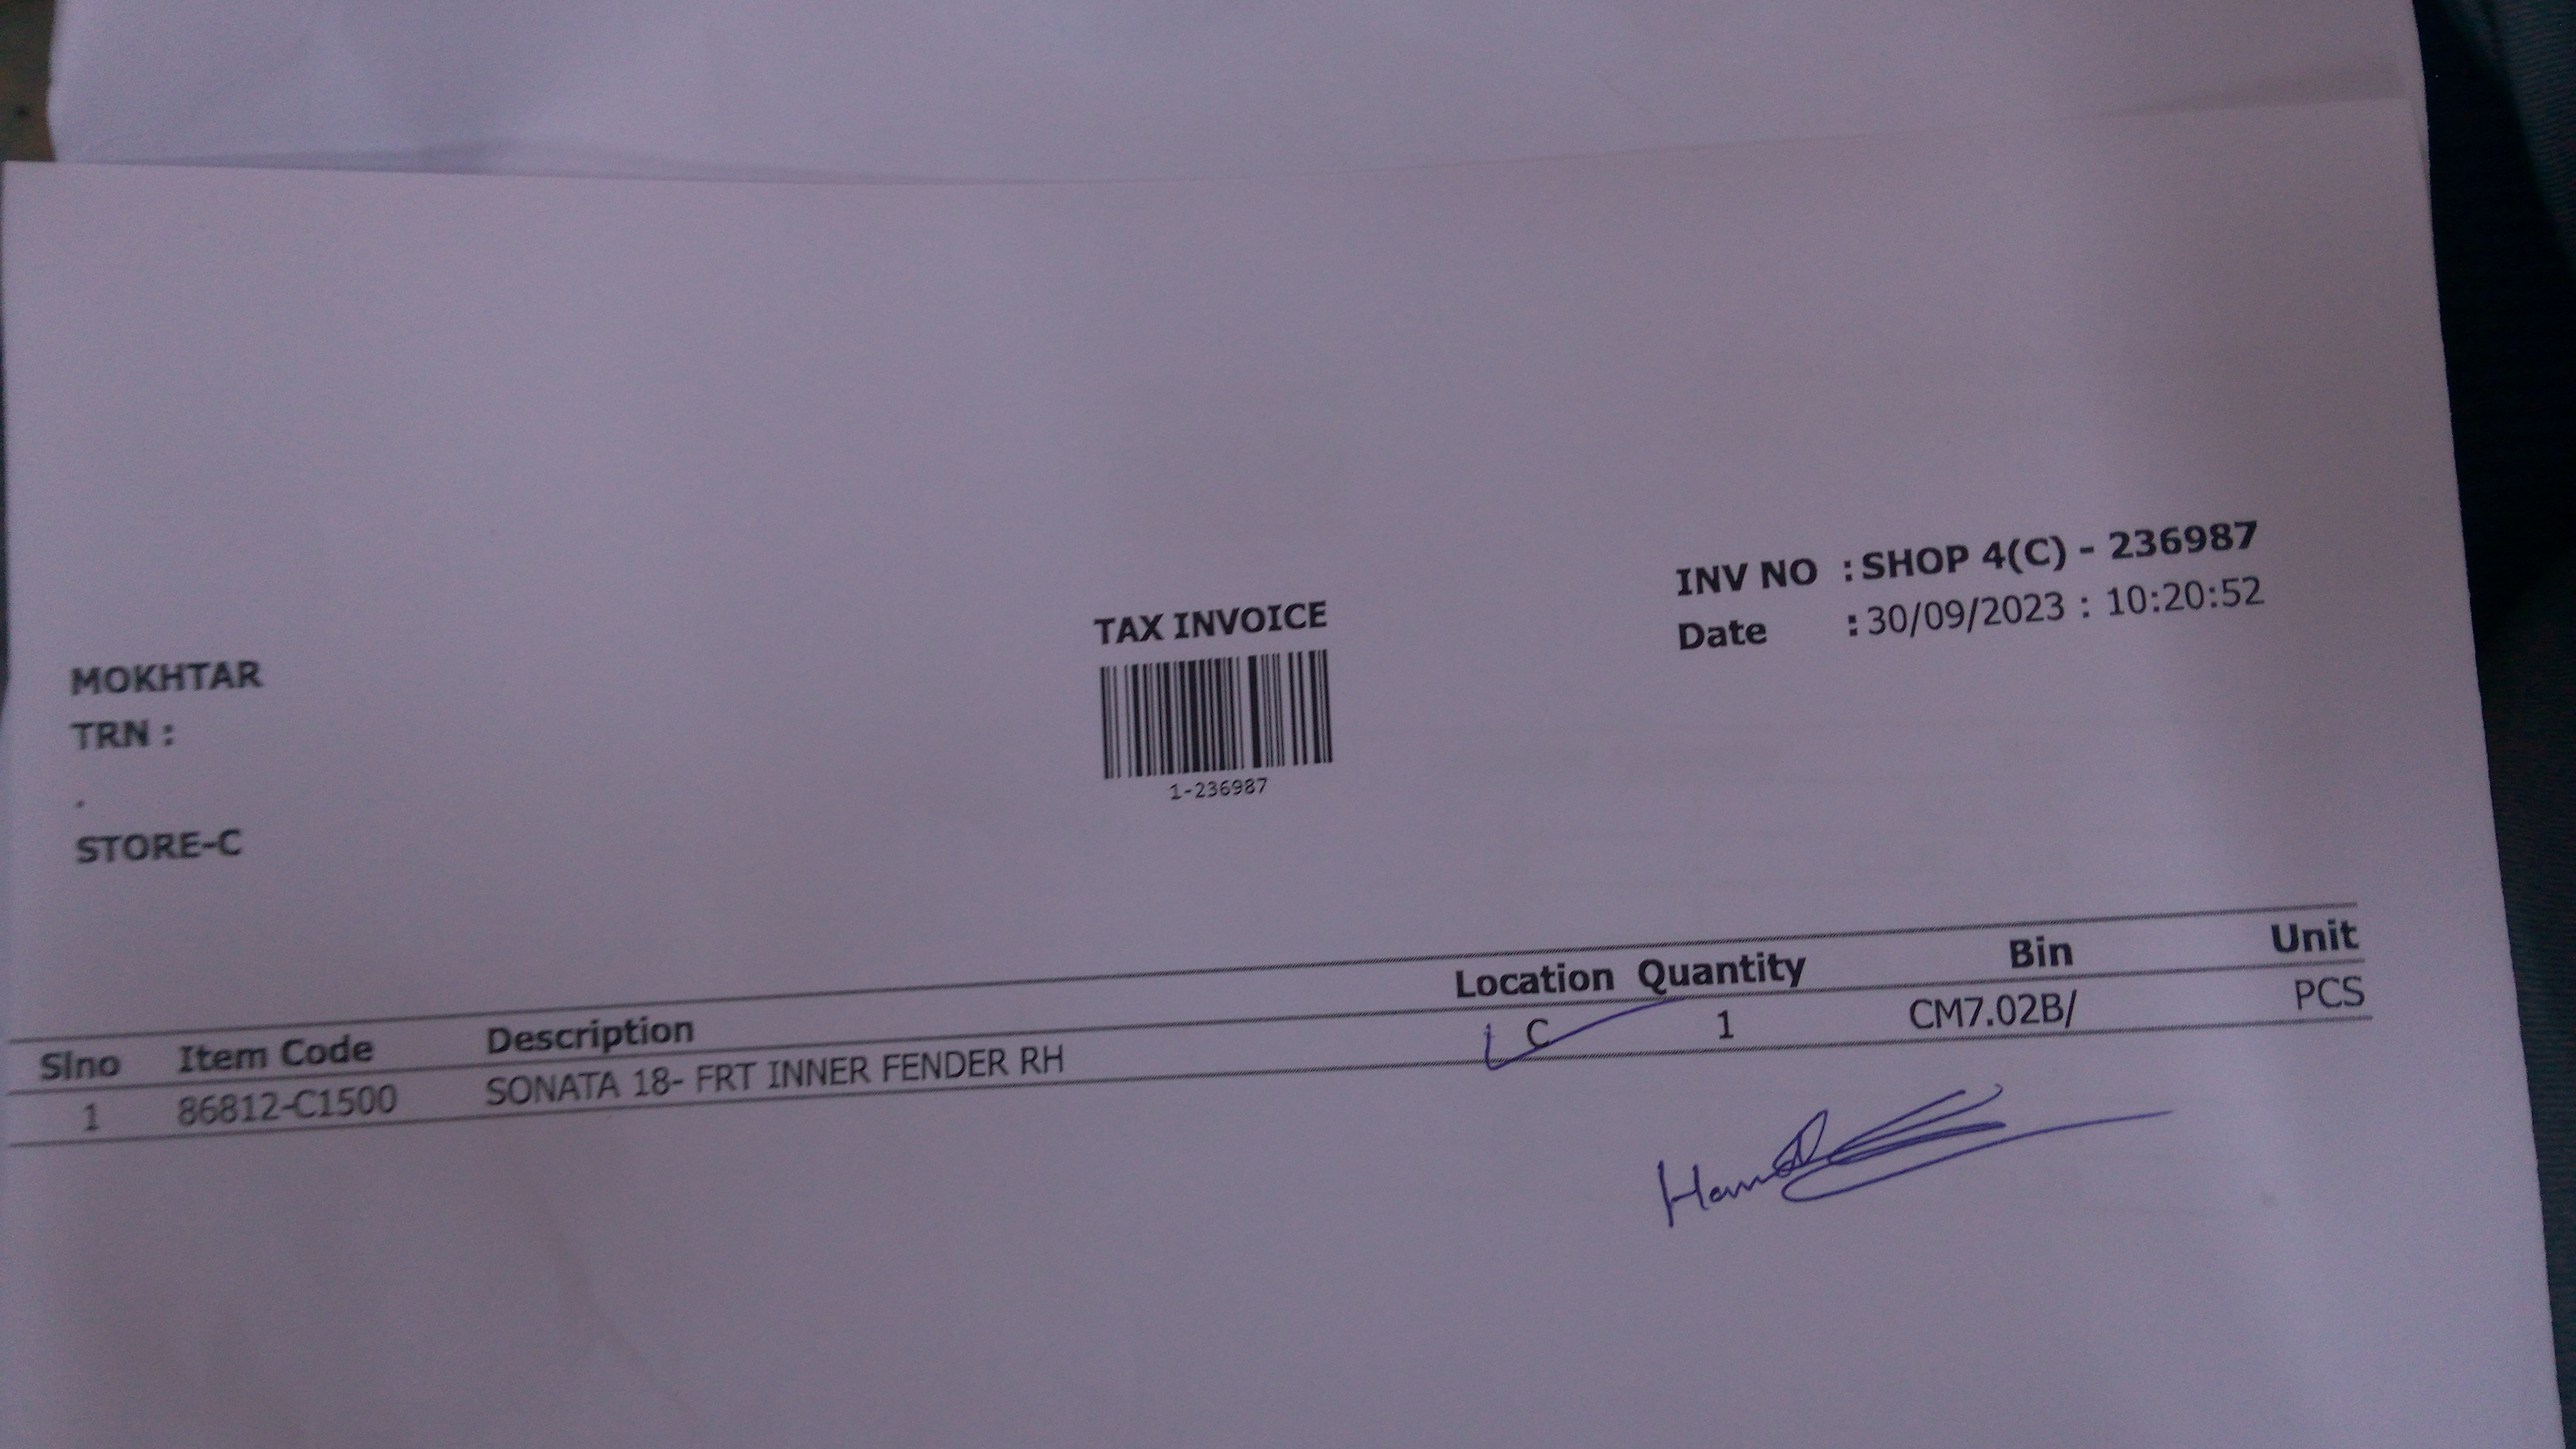 INV NO : SHOP 4(C) - 236987
Date : 30/09/2023 : 10:20:52
TAX INVOICE
1-236987
MOKHTAR
TRN :
.
STORE-C
Slno Item Code Description Location Quantity Bin Unit
1 86812-C1500 SONATA 18- FRT INNER FENDER RH C 1 CM7.02B/ PCS